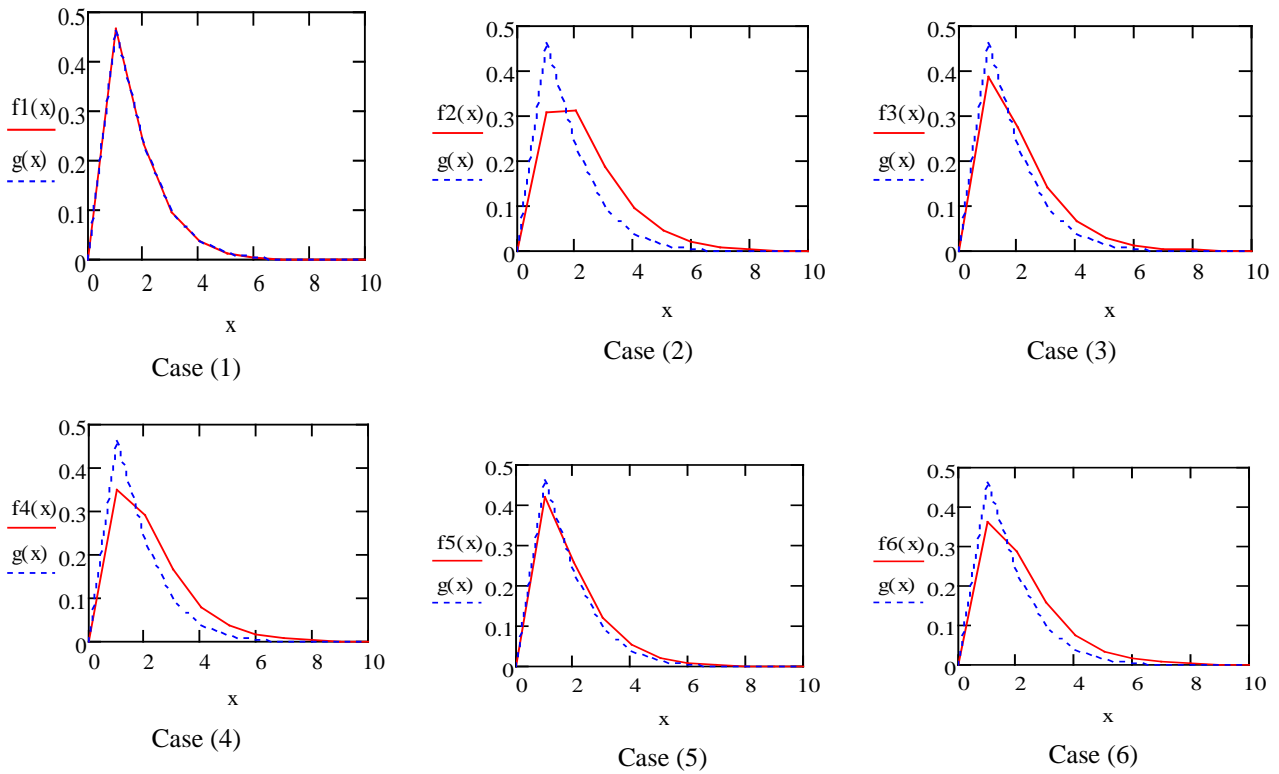 0.5
0.4
0.3
0.2
0.1
0
f1(x)
g(x)
0 2 4 6 8 10
x
Case (1)
0.5
0.4
0.3
0.2
0.1
0
f2(x)
g(x)
0 2 4 6 8 10
x
Case (2)
0.5
0.4
0.3
0.2
0.1
0
f3(x)
g(x)
0 2 4 6 8 10
x
Case (3)
0.5
0.4
0.3
0.2
0.1
0
f4(x)
g(x)
0 2 4 6 8 10
x
Case (4)
0.5
0.4
0.3
0.2
0.1
0
f5(x)
g(x)
0 2 4 6 8 10
x
Case (5)
0.5
0.4
0.3
0.2
0.1
0
f6(x)
g(x)
0 2 4 6 8 10
x
Case (6)